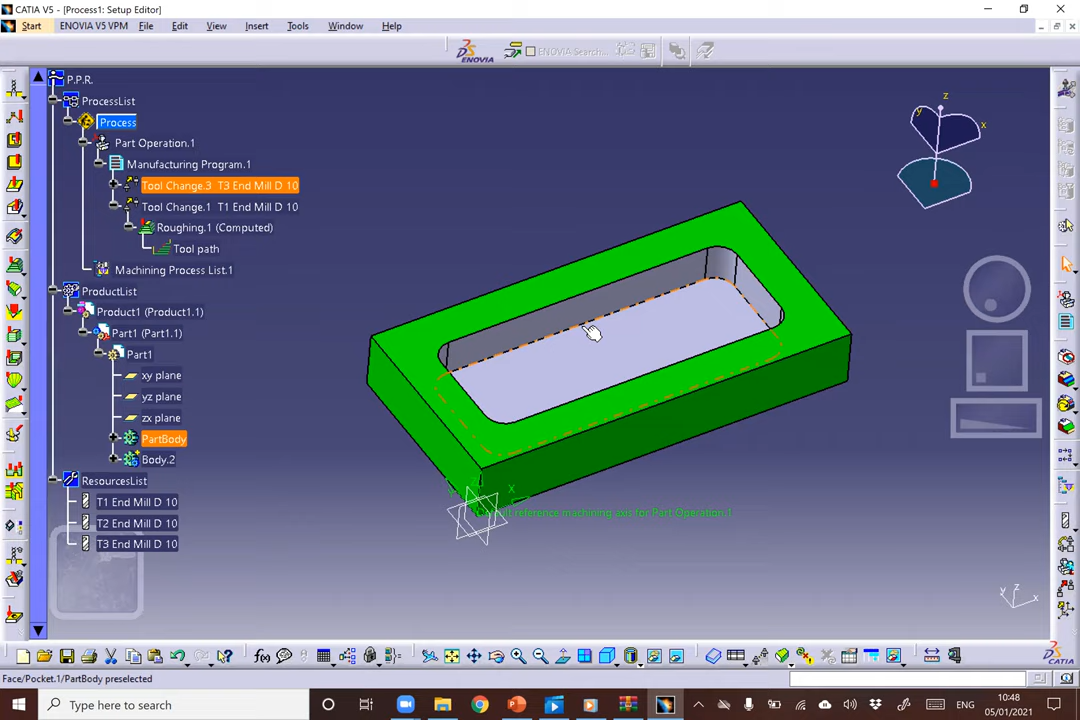 CATIA V5 - [Process1: Setup Editor]
Start ENOVIA V5 VPM File Edit View Insert Tools Window Help
ENOVIA ENOVIA Search...
P.P.R.
ProcessList
Process
Part Operation.1
Manufacturing Program.1
Tool Change.3 T3 End Mill D 10
Tool Change.1 T1 End Mill D 10
Roughing.1 (Computed)
Tool path
Machining Process List.1
ProductList
Product1 (Product1.1)
Part1 (Part1.1)
Part1
xy plane
yz plane
zx plane
PartBody
Body.2
ResourcesList
T1 End Mill D 10
T2 End Mill D 10
T3 End Mill D 10
z
y
x
Z
Y
X
reference machining axis for Part Operation.1
z
y
x
f(x)
CATIA
Face/Pocket.1/PartBody preselected
Type here to search
ENG
10:48
05/01/2021